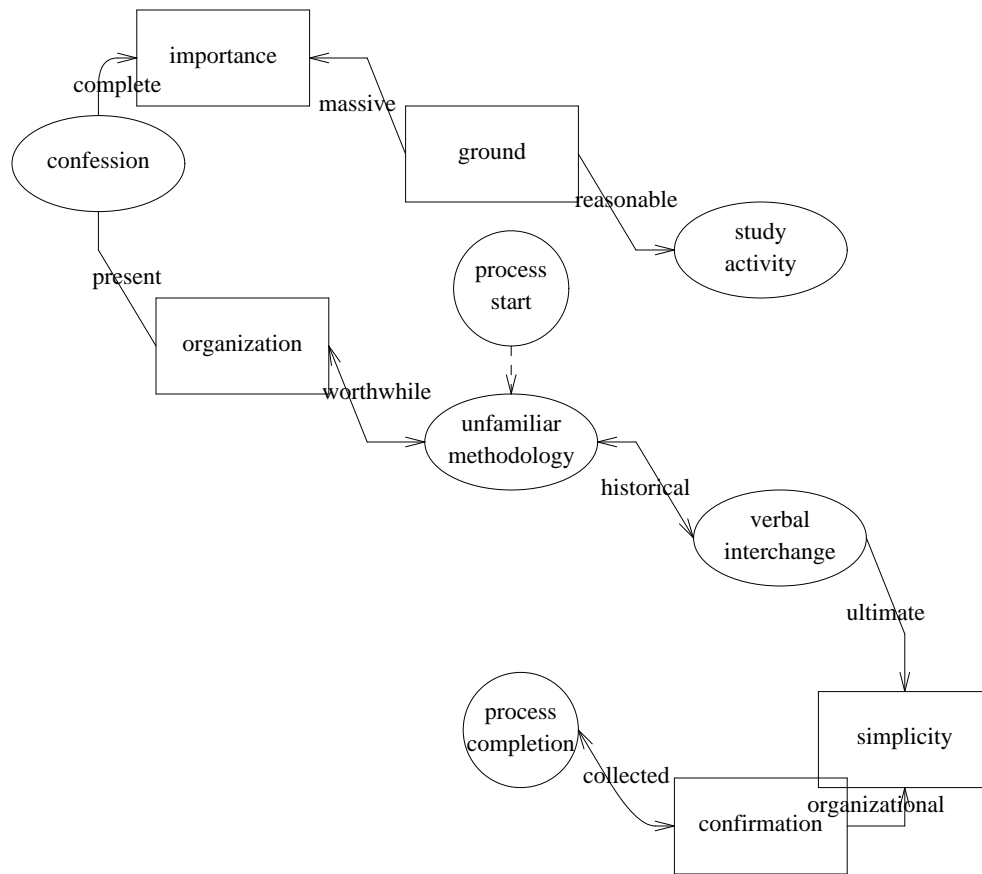 importance
complete
massive
confession
ground
reasonable
study
activity
process
start
present
organization
worthwhile
unfamiliar
methodology
historical
verbal
interchange
ultimate
process
completion
simplicity
collected
organizational
confirmation